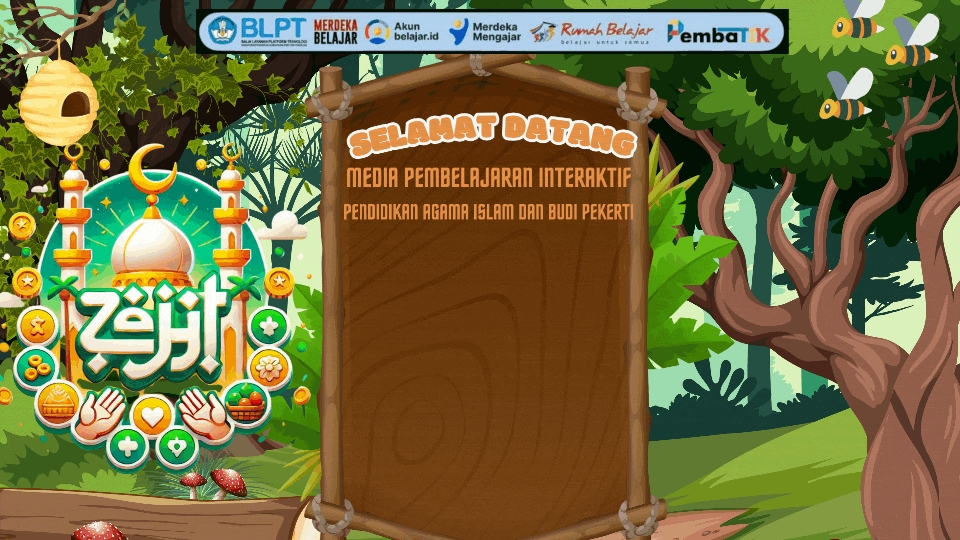 BLPT
MERDEKA BELAJAR
Akun belajar.id
Merdeka Mengajar
Rumah Belajar
belajar untuk semua
PembaTIK
SELAMAT DATANG
MEDIA PEMBELAJARAN INTERAKTIF
PENDIDIKAN AGAMA ISLAM DAN BUDI PEKERTI